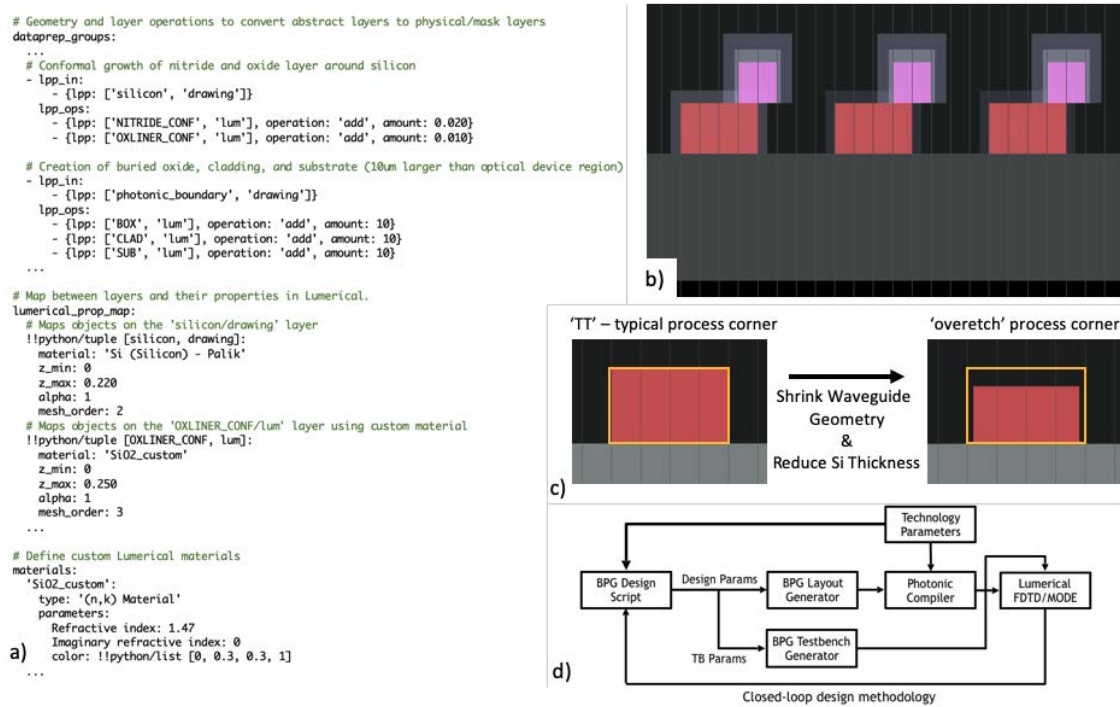 # Geometry and layer operations to convert abstract layers to physical/mask layers
dataprep_groups:
...
# Conformal growth of nitride and oxide layer around silicon
- lpp_in:
- {lpp: ['silicon', 'drawing']}
lpp_ops:
- {lpp: ['NITRIDE_CONF', 'lum'], operation: 'add', amount: 0.020}
- {lpp: ['OXLINER_CONF', 'lum'], operation: 'add', amount: 0.010}
# Creation of buried oxide, cladding, and substrate (10um larger than optical device region)
- lpp_in:
- {lpp: ['photonic_boundary', 'drawing']}
lpp_ops:
- {lpp: ['BOX', 'lum'], operation: 'add', amount: 10}
- {lpp: ['CLAD', 'lum'], operation: 'add', amount: 10}
- {lpp: ['SUB', 'lum'], operation: 'add', amount: 10}
...
# Map between layers and their properties in Lumerical.
lumerical_prop_map:
# Maps objects on the 'silicon/drawing' layer
!!python/tuple [silicon, drawing]:
material: 'Si (Silicon) - Palik'
z_min: 0
z_max: 0.220
alpha: 1
mesh_order: 2
# Maps objects on the 'OXLINER_CONF/lum' layer using custom material
!!python/tuple [OXLINER_CONF, lum]:
material: 'SiO2_custom'
z_min: 0
z_max: 0.250
alpha: 1
mesh_order: 3
...
# Define custom Lumerical materials
materials:
'SiO2_custom':
type: '(n,k) Material'
parameters:
Refractive index: 1.47
Imaginary refractive index: 0
color: !!python/list [0, 0.3, 0.3, 1]
...
a)
b)
'TT' – typical process corner
'overetch' process corner
Shrink Waveguide
Geometry
&
Reduce Si Thickness
c)
Technology
Parameters
BPG Design
Script
Design Params
BPG Layout
Generator
Photonic
Compiler
Lumerical
FDTD/MODE
TB Params
BPG Testbench
Generator
d)
Closed-loop design methodology